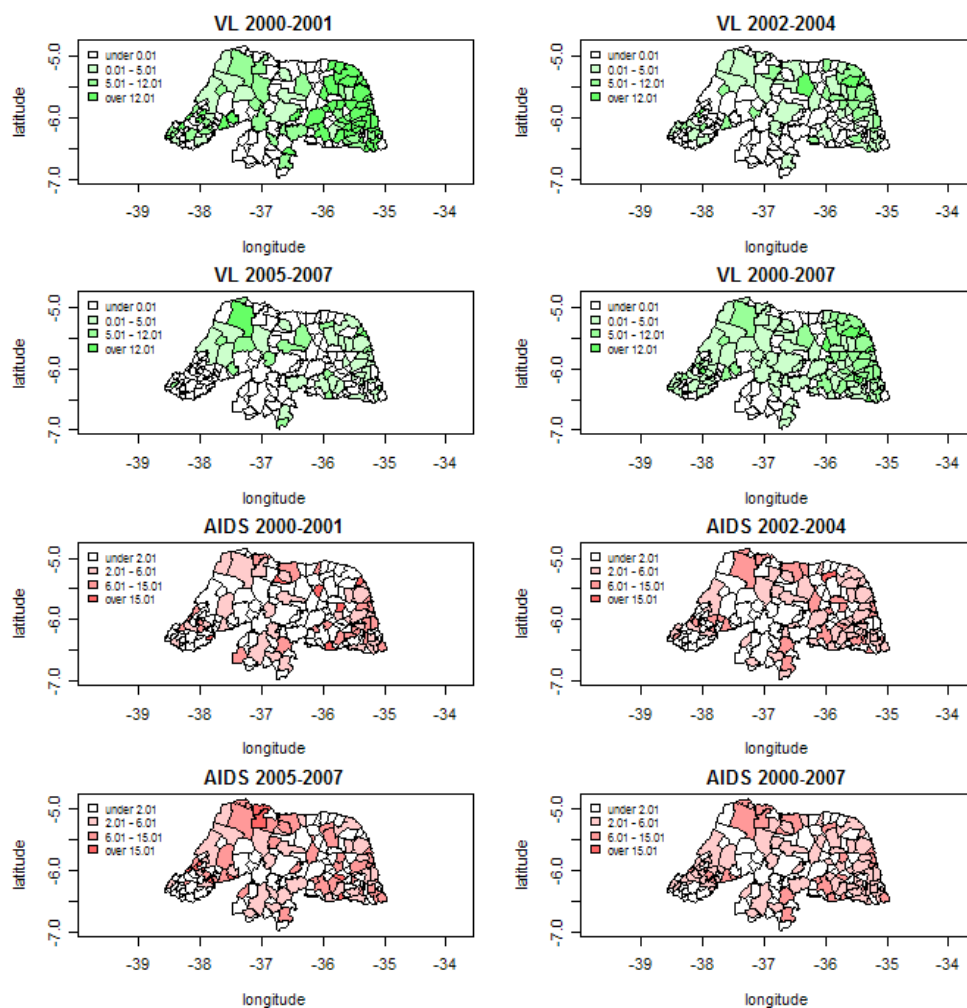 VL 2000-2001
latitude
-5.0
-6.0
-7.0
under 0.01
0.01 - 5.01
5.01 - 12.01
over 12.01
-39 -38 -37 -36 -35 -34
longitude
VL 2002-2004
latitude
-5.0
-6.0
-7.0
under 0.01
0.01 - 5.01
5.01 - 12.01
over 12.01
-39 -38 -37 -36 -35 -34
longitude
VL 2005-2007
latitude
-5.0
-6.0
-7.0
under 0.01
0.01 - 5.01
5.01 - 12.01
over 12.01
-39 -38 -37 -36 -35 -34
longitude
VL 2000-2007
latitude
-5.0
-6.0
-7.0
under 0.01
0.01 - 5.01
5.01 - 12.01
over 12.01
-39 -38 -37 -36 -35 -34
longitude
AIDS 2000-2001
latitude
-5.0
-6.0
-7.0
under 2.01
2.01 - 6.01
6.01 - 15.01
over 15.01
-39 -38 -37 -36 -35 -34
longitude
AIDS 2002-2004
latitude
-5.0
-6.0
-7.0
under 2.01
2.01 - 6.01
6.01 - 15.01
over 15.01
-39 -38 -37 -36 -35 -34
longitude
AIDS 2005-2007
latitude
-5.0
-6.0
-7.0
under 2.01
2.01 - 6.01
6.01 - 15.01
over 15.01
-39 -38 -37 -36 -35 -34
longitude
AIDS 2000-2007
latitude
-5.0
-6.0
-7.0
under 2.01
2.01 - 6.01
6.01 - 15.01
over 15.01
-39 -38 -37 -36 -35 -34
longitude